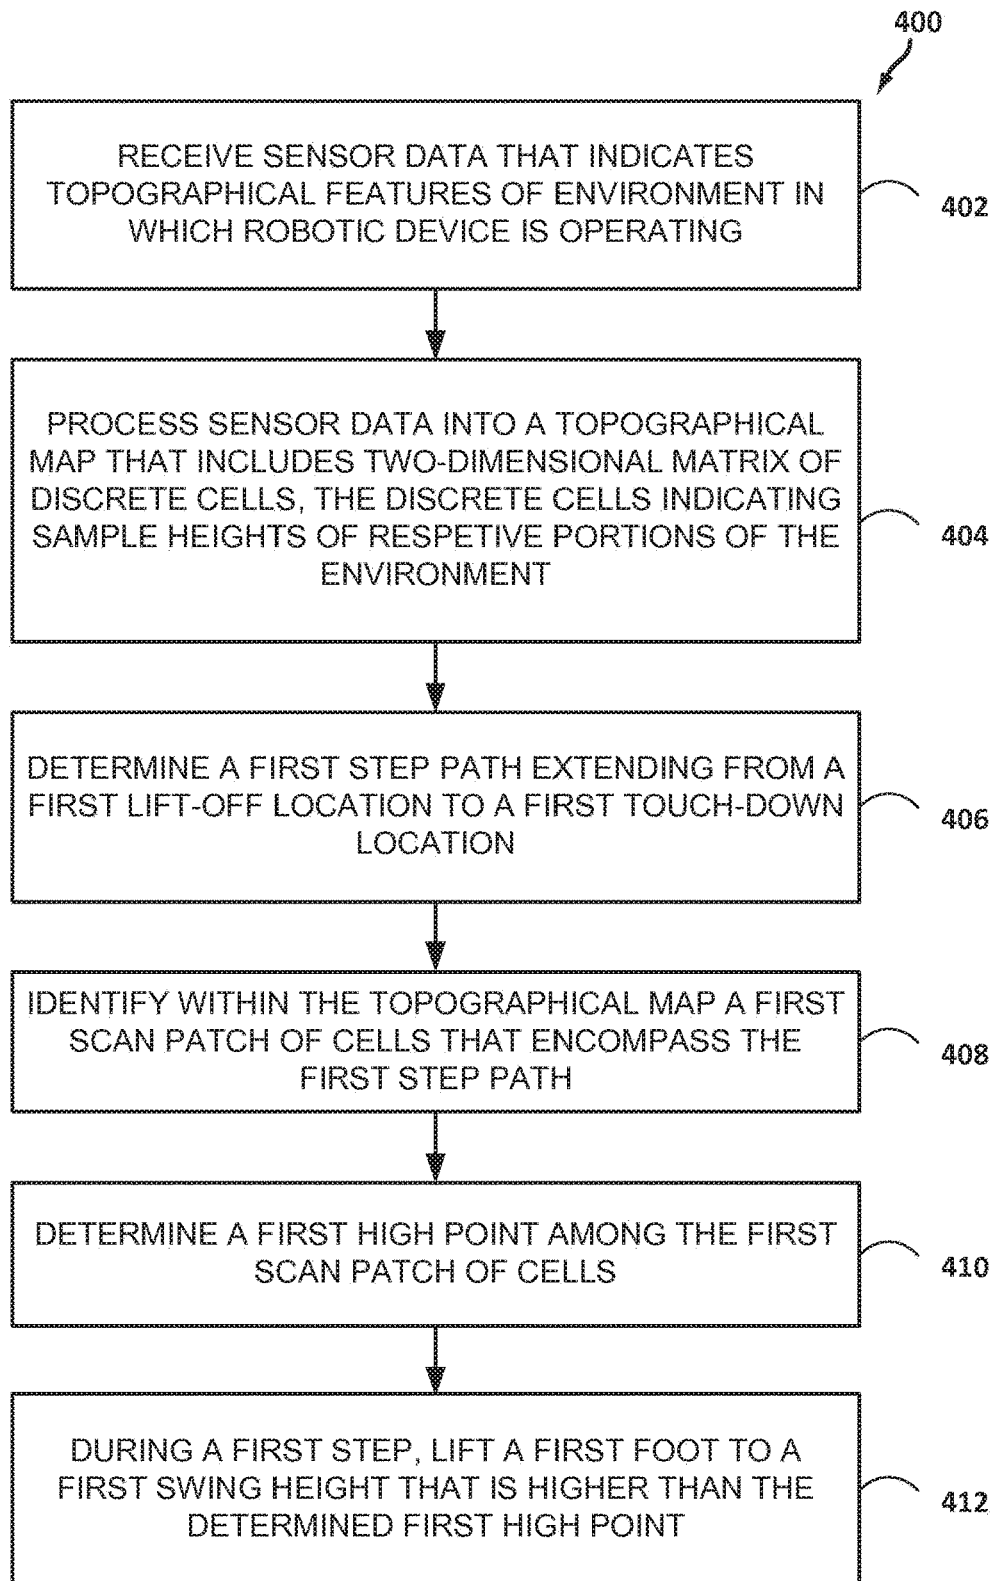 400
RECEIVE SENSOR DATA THAT INDICATES
TOPOGRAPHICAL FEATURES OF ENVIRONMENT IN
WHICH ROBOTIC DEVICE IS OPERATING
402
PROCESS SENSOR DATA INTO A TOPOGRAPHICAL
MAP THAT INCLUDES TWO-DIMENSIONAL MATRIX OF
DISCRETE CELLS, THE DISCRETE CELLS INDICATING
SAMPLE HEIGHTS OF RESPETIVE PORTIONS OF THE
ENVIRONMENT
404
DETERMINE A FIRST STEP PATH EXTENDING FROM A
FIRST LIFT-OFF LOCATION TO A FIRST TOUCH-DOWN
LOCATION
406
IDENTIFY WITHIN THE TOPOGRAPHICAL MAP A FIRST
SCAN PATCH OF CELLS THAT ENCOMPASS THE
FIRST STEP PATH
408
DETERMINE A FIRST HIGH POINT AMONG THE FIRST
SCAN PATCH OF CELLS
410
DURING A FIRST STEP, LIFT A FIRST FOOT TO A
FIRST SWING HEIGHT THAT IS HIGHER THAN THE
DETERMINED FIRST HIGH POINT
412